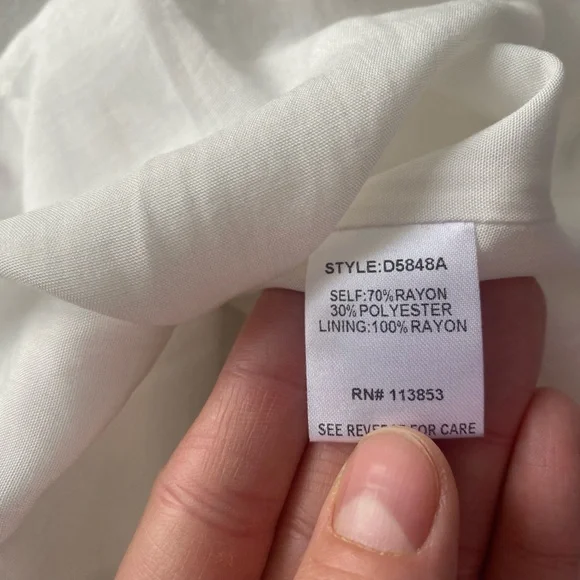 STYLE:D5848A
SELF:70%RAYON
30%POLYESTER
LINING:100% RAYON
RN# 113853
SEE FOR CARE